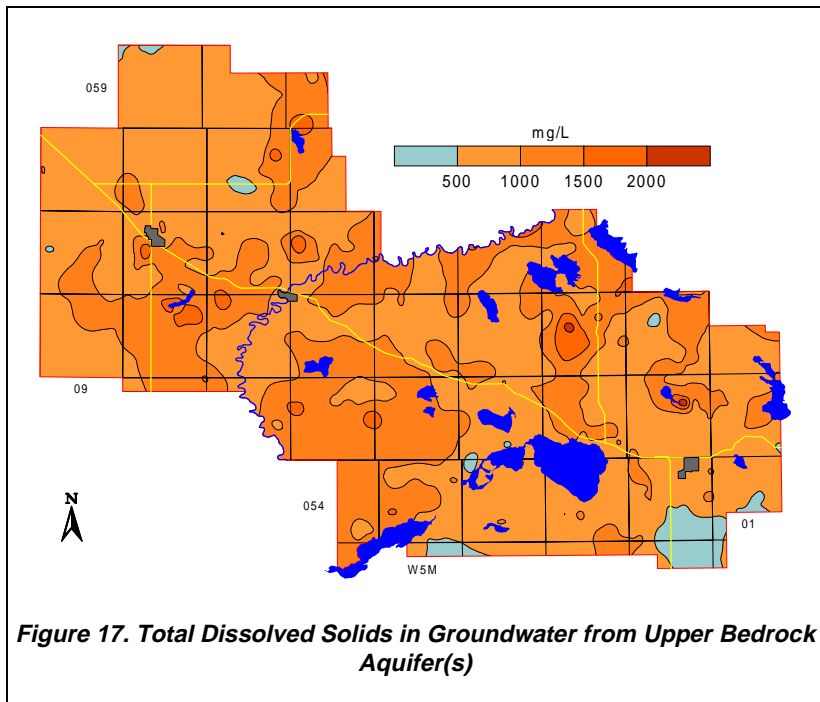 059
mg/L
500 1000 1500 2000
09
N
054
01
W5M
Figure 17. Total Dissolved Solids in Groundwater from Upper Bedrock
Aquifer(s)